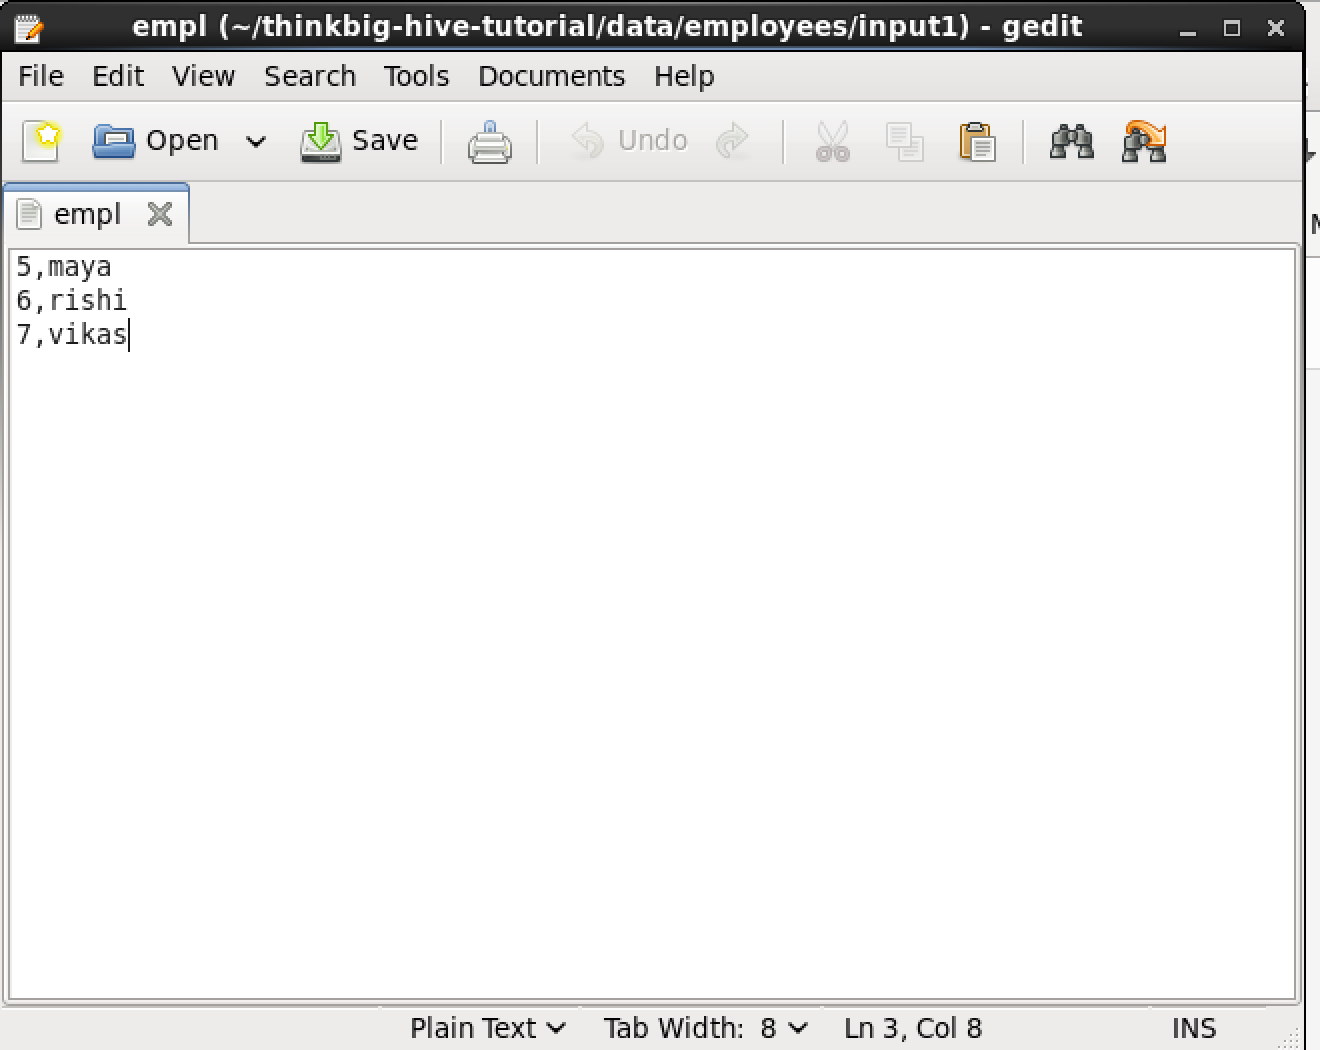 empl (~/thinkbig-hive-tutorial/data/employees/input1) - gedit
File Edit View Search Tools Documents Help
Open Save Undo
empl
5,maya
6,rishi
7,vikas
Plain Text Tab Width: 8 Ln 3, Col 8 INS